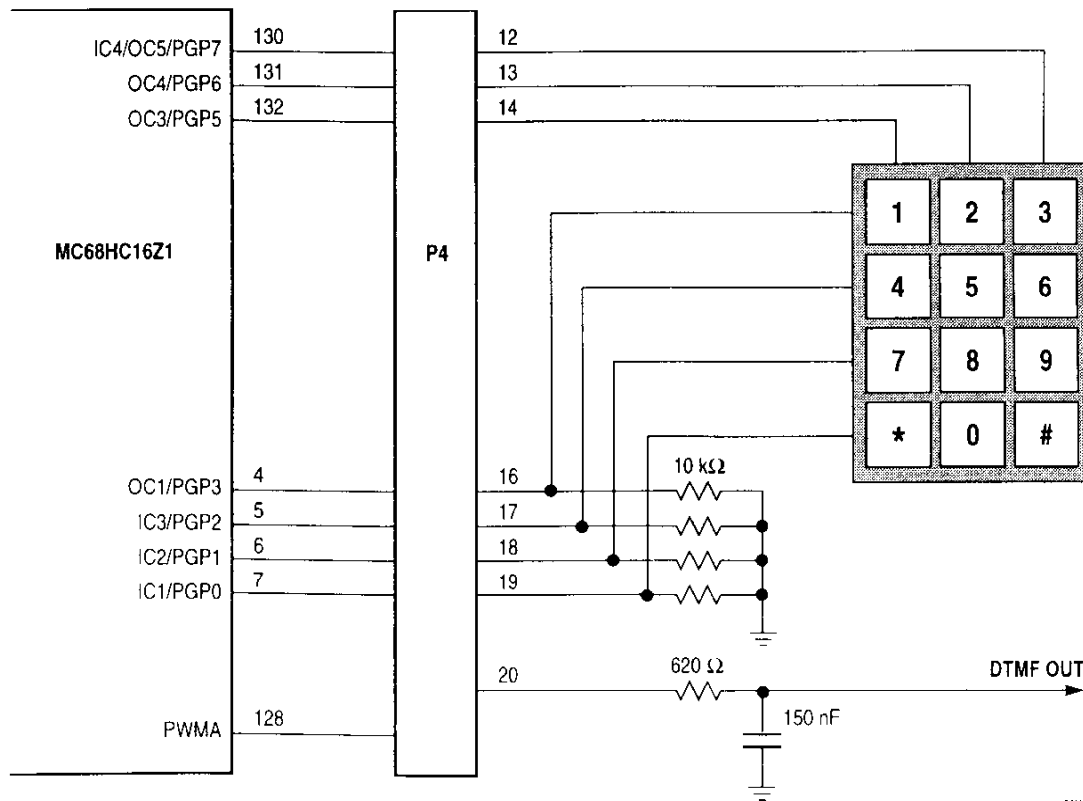 IC4/OC5/PGP7 130 12
OC4/PGP6 131 13
OC3/PGP5 132 14
MC68HC16Z1
P4
1 2 3
4 5 6
7 8 9
* 0 #
10 kΩ
OC1/PGP3 4 16
IC3/PGP2 5 17
IC2/PGP1 6 18
IC1/PGP0 7 19
620 Ω
20
DTMF OUT
PWMA 128
150 nF